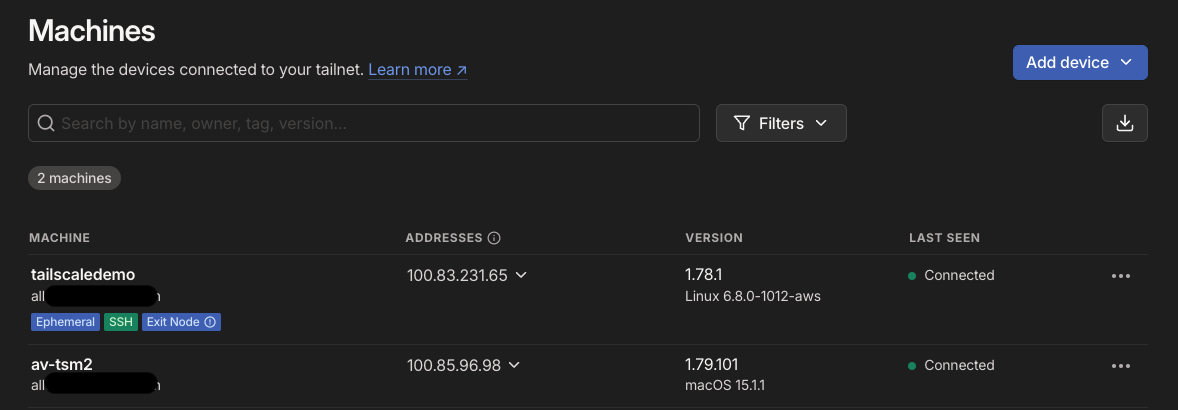 Machines
Manage the devices connected to your tailnet. Learn more ↗
Add device
Search by name, owner, tag, version...
Filters
2 machines
MACHINE ADDRESSES VERSION LAST SEEN
tailscaledemo 100.83.231.65 1.78.1 Connected
all Linux 6.8.0-1012-aws
Ephemeral SSH Exit Node
av-tsm2 100.85.96.98 1.79.101 Connected
all macOS 15.1.1